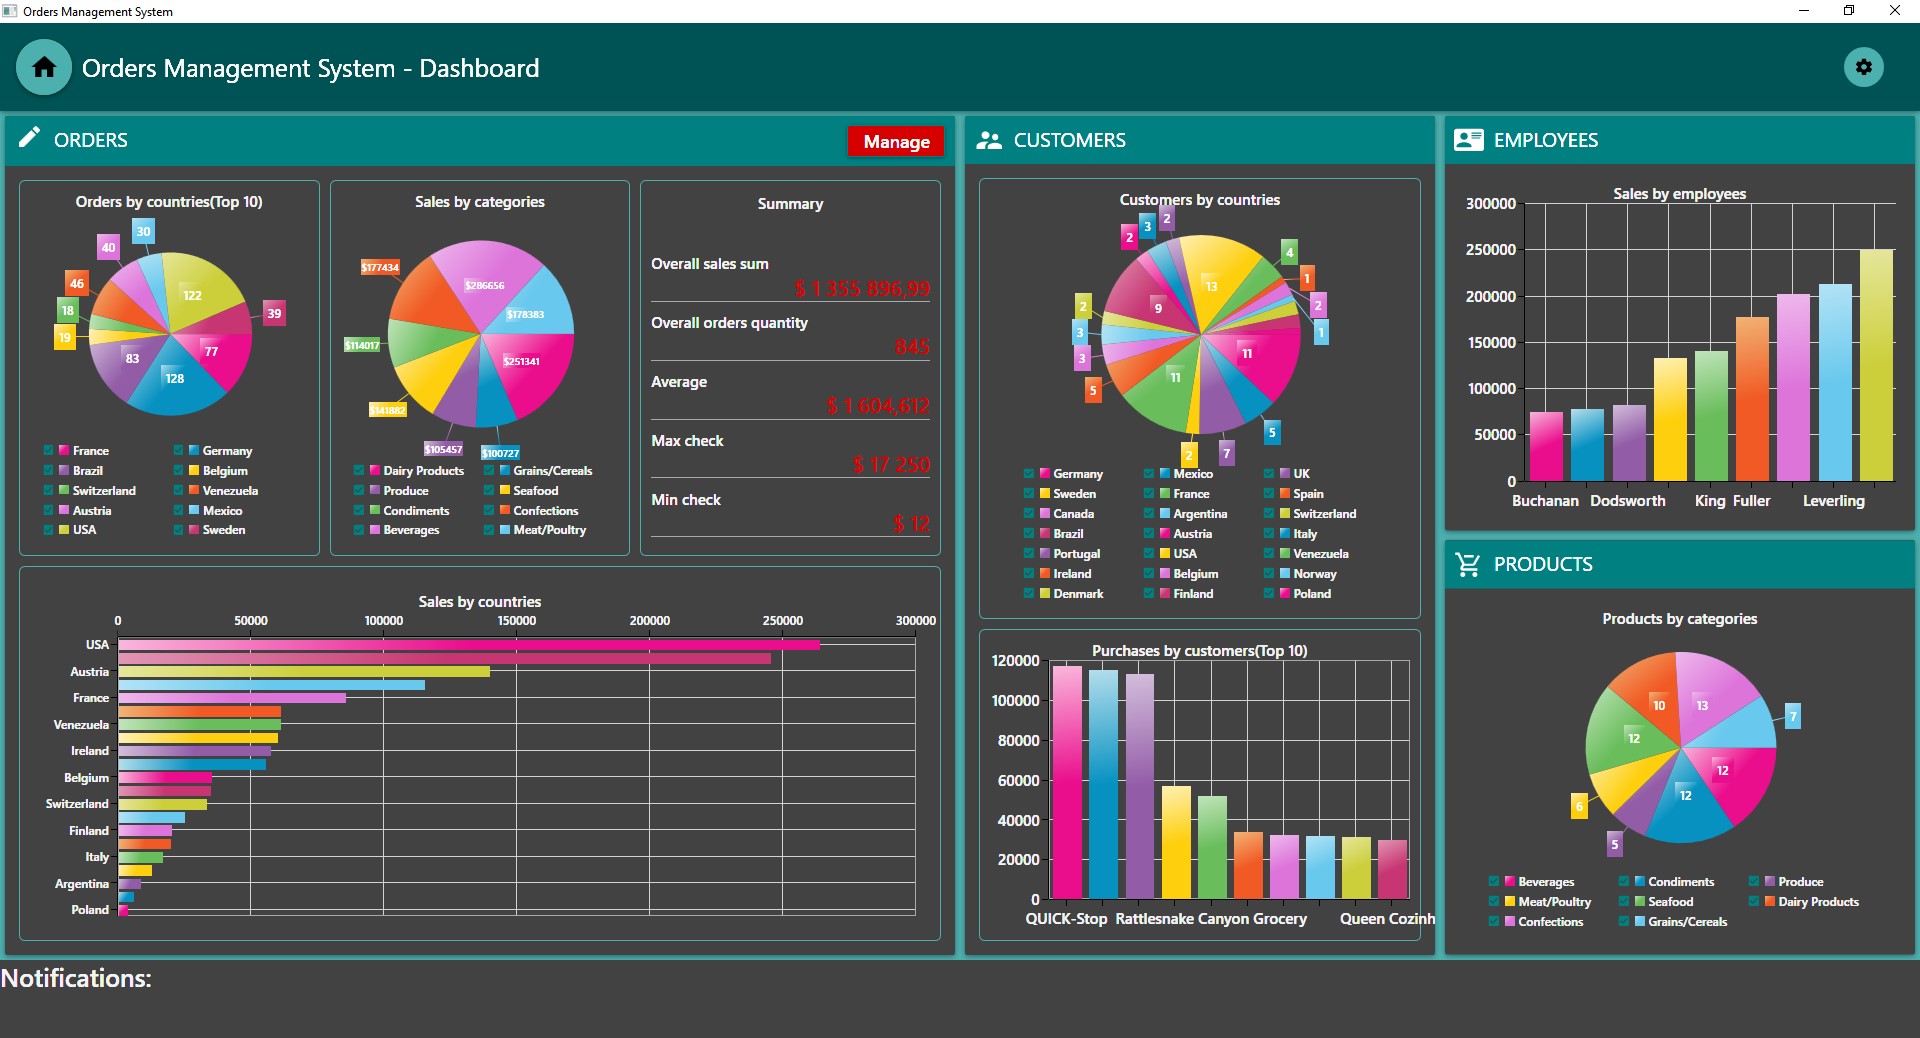 Orders Management System
Orders Management System - Dashboard
ORDERS
Manage
Orders by countries(Top 10)
30
40
46
18
19
83
128
77
122
39
France Germany
Brazil Belgium
Switzerland Venezuela
Austria Mexico
USA Sweden
Sales by categories
$177434
$286656
$178383
$114017
$251341
$141882
$105457
$100727
Dairy Products Grains/Cereals
Produce Seafood
Condiments Confections
Beverages Meat/Poultry
Summary
Overall sales sum
$ 1 355 896,99
Overall orders quantity
845
Average
$ 1 604,612
Max check
$ 17 250
Min check
$ 12
Sales by countries
0 50000 100000 150000 200000 250000 300000
USA
Austria
France
Venezuela
Ireland
Belgium
Switzerland
Finland
Italy
Argentina
Poland
CUSTOMERS
Customers by countries
2
3
2
13
4
1
2
1
9
2
3
3
5
11
11
2
7
5
Germany Mexico UK
Sweden France Spain
Canada Argentina Switzerland
Brazil Austria Italy
Portugal USA Venezuela
Ireland Belgium Norway
Denmark Finland Poland
Purchases by customers(Top 10)
120000
100000
80000
60000
40000
20000
0
QUICK-Stop Rattlesnake Canyon Grocery Queen Cozinh
EMPLOYEES
Sales by employees
300000
250000
200000
150000
100000
50000
0
Buchanan Dodsworth King Fuller Leverling
PRODUCTS
Products by categories
10
13
7
12
12
6
12
5
Beverages Condiments Produce
Meat/Poultry Seafood Dairy Products
Confections Grains/Cereals
Notifications: